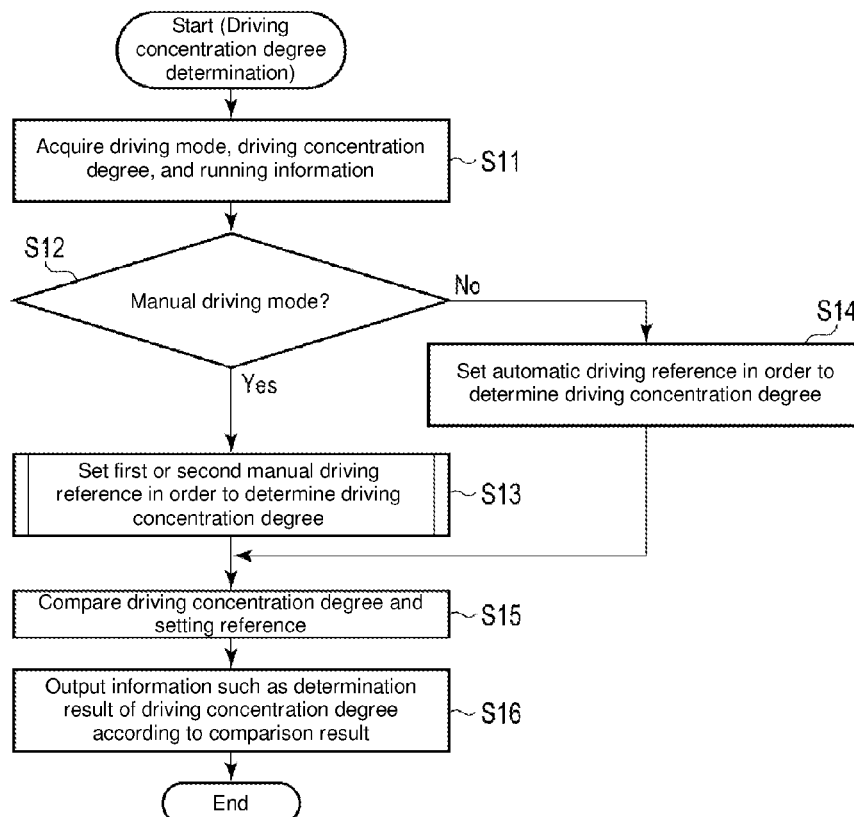 Start (Driving
concentration degree
determination)
Acquire driving mode, driving concentration
degree, and running information
S11
S12
Manual driving mode?
No
Yes
S14
Set automatic driving reference in order to
determine driving concentration degree
Set first or second manual driving
reference in order to determine driving
concentration degree
S13
Compare driving concentration degree and
setting reference
S15
Output information such as determination
result of driving concentration degree
according to comparison result
S16
End